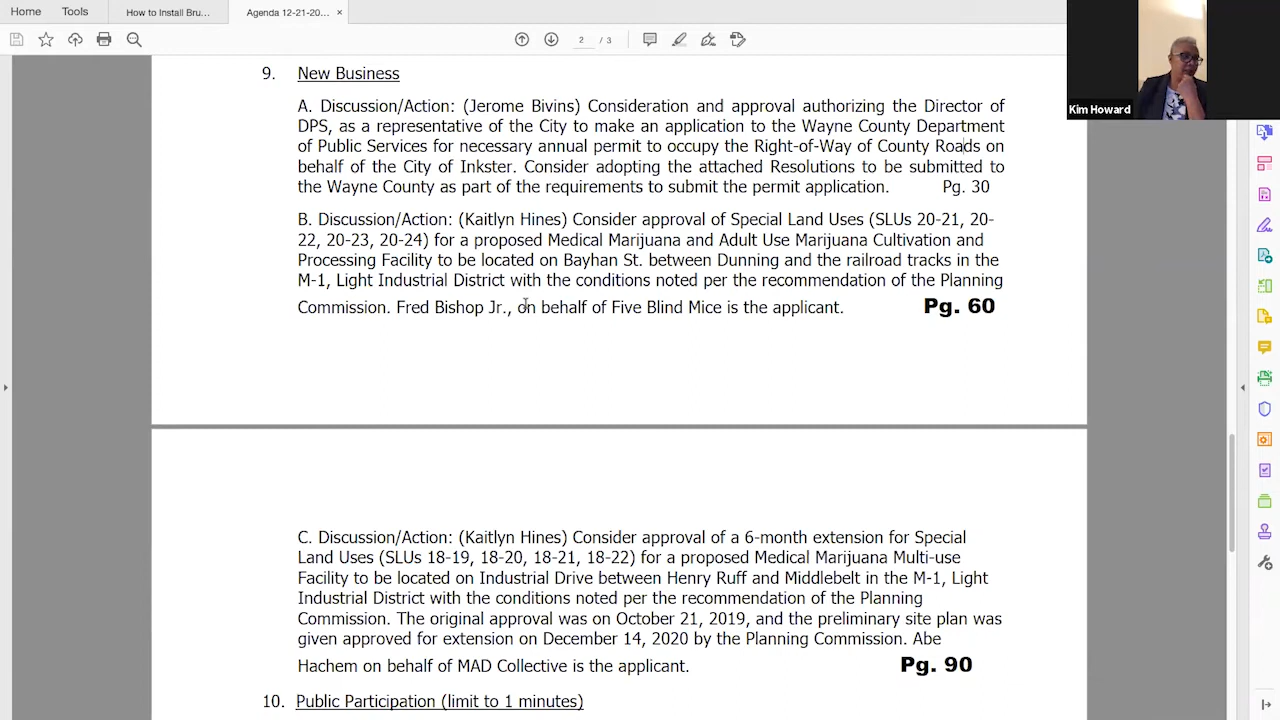 Home Tools How to Install Bru... Agenda 12-21-20... ×
2 / 3
Kim Howard
9. New Business
A. Discussion/Action: (Jerome Bivins) Consideration and approval authorizing the Director of
DPS, as a representative of the City to make an application to the Wayne County Department
of Public Services for necessary annual permit to occupy the Right-of-Way of County Roads on
behalf of the City of Inkster. Consider adopting the attached Resolutions to be submitted to
the Wayne County as part of the requirements to submit the permit application. Pg. 30
B. Discussion/Action: (Kaitlyn Hines) Consider approval of Special Land Uses (SLUs 20-21, 20-
22, 20-23, 20-24) for a proposed Medical Marijuana and Adult Use Marijuana Cultivation and
Processing Facility to be located on Bayhan St. between Dunning and the railroad tracks in the
M-1, Light Industrial District with the conditions noted per the recommendation of the Planning
Commission. Fred Bishop Jr., on behalf of Five Blind Mice is the applicant. Pg. 60
C. Discussion/Action: (Kaitlyn Hines) Consider approval of a 6-month extension for Special
Land Uses (SLUs 18-19, 18-20, 18-21, 18-22) for a proposed Medical Marijuana Multi-use
Facility to be located on Industrial Drive between Henry Ruff and Middlebelt in the M-1, Light
Industrial District with the conditions noted per the recommendation of the Planning
Commission. The original approval was on October 21, 2019, and the preliminary site plan was
given approved for extension on December 14, 2020 by the Planning Commission. Abe
Hachem on behalf of MAD Collective is the applicant. Pg. 90
10. Public Participation (limit to 1 minutes)